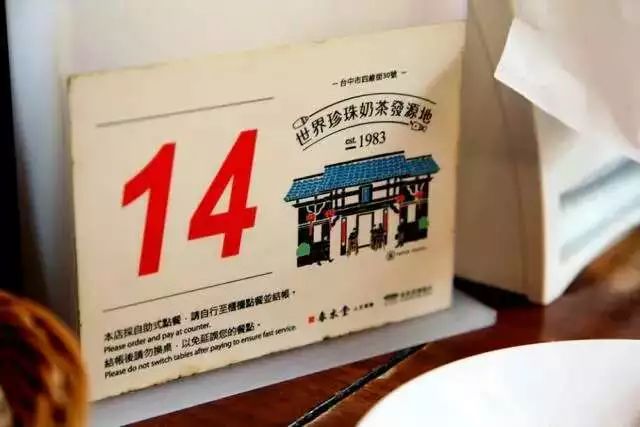 14
－台中市四維街30號－
世界珍珠奶茶發源地
est. 1983
本店採自助式點餐，請自行至櫃檯點餐並結帳。
Please order and pay at counter.
結帳後請勿換桌，以免延誤您的餐點。
Please do not switch tables after paying to ensure fast service.
春水堂